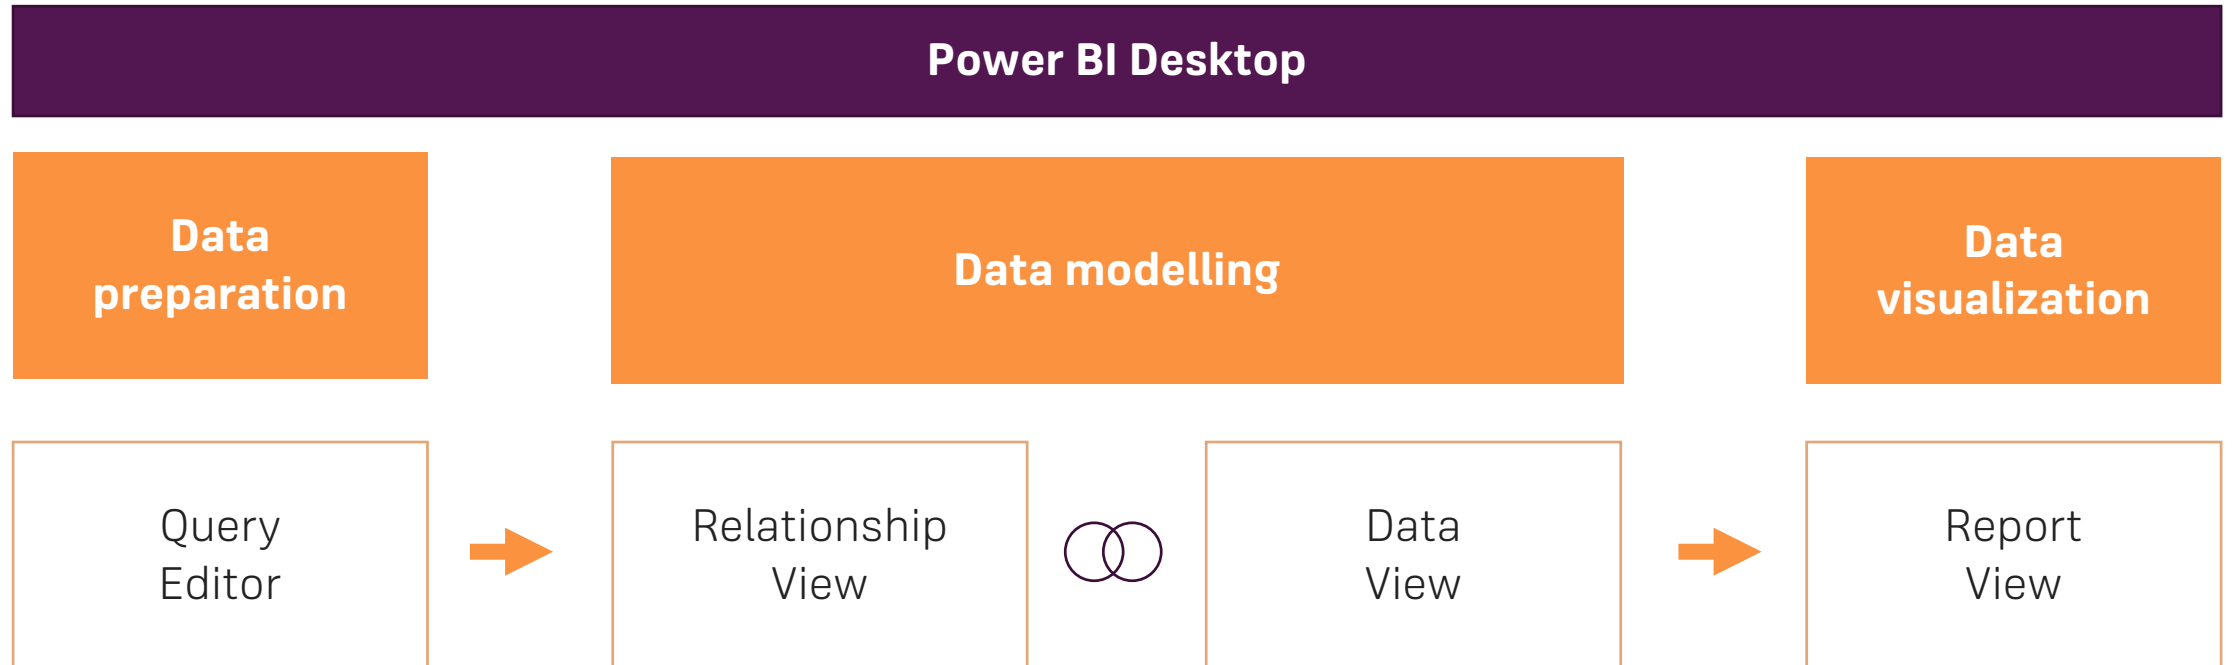 Power BI Desktop
Data
preparation
Data modelling
Data
visualization
Query
Editor
Relationship
View
Data
View
Report
View